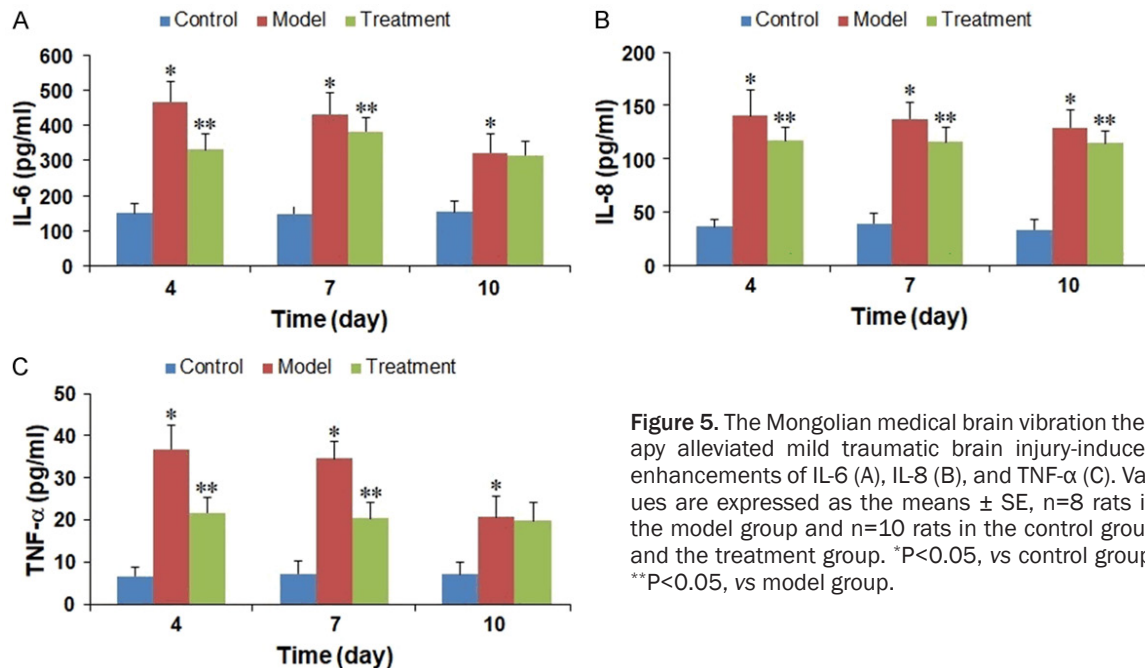 A
Control Model Treatment
IL-6 (pg/ml)
600
500
400
300
200
100
0
* ** * ** *
4 7 10
Time (day)
B
Control Model Treatment
IL-8 (pg/ml)
200
150
100
50
0
* ** * ** * **
4 7 10
Time (day)
C
Control Model Treatment
TNF-α (pg/ml)
50
40
30
20
10
0
* ** * ** *
4 7 10
Time (day)
Figure 5. The Mongolian medical brain vibration the
apy alleviated mild traumatic brain injury-induce
enhancements of IL-6 (A), IL-8 (B), and TNF-α (C). Va
ues are expressed as the means ± SE, n=8 rats i
the model group and n=10 rats in the control grou
and the treatment group. *P<0.05, vs control group
**P<0.05, vs model group.